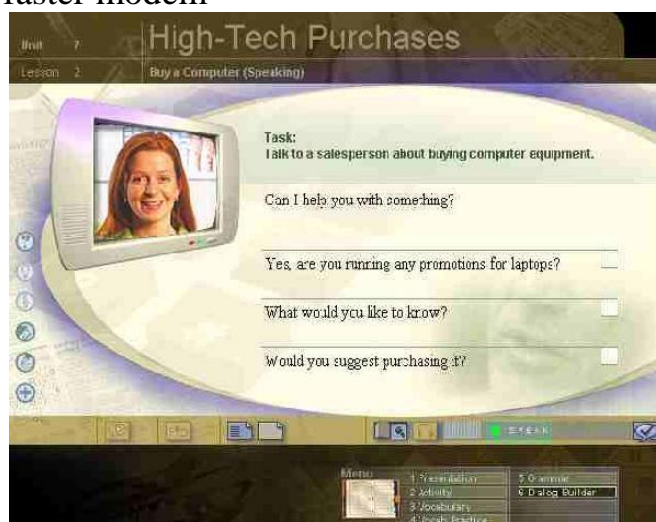 faster modem
Unit 7 High-Tech Purchases
Lesson 2 Buy a Computer (Speaking)
Task:
Talk to a salesperson about buying computer equipment.
Can I help you with something?
Yes, are you running any promotions for laptops?
What would you like to know?
Would you suggest purchasing it?
SPEAK
Menu
1 Presentation 5 Grammar
2 Activity 6 Dialog Builder
3 Vocabulary
4 Vocab Practice